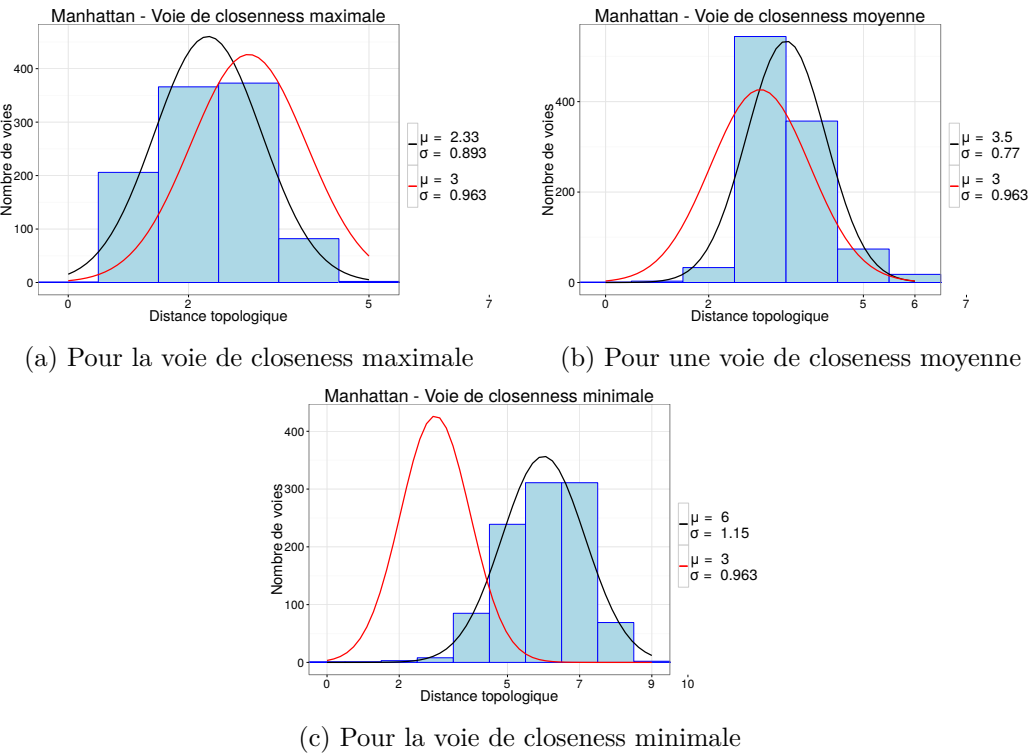 Manhattan - Voie de closenness maximale
Nombre de voies
400
300
200
100
0
0 2 5 7
Distance topologique
μ = 2.33
σ = 0.893
μ = 3
σ = 0.963
(a) Pour la voie de closeness maximale
Manhattan - Voie de closenness moyenne
Nombre de voies
400
200
0
0 2 5 6 7
Distance topologique
μ = 3.5
σ = 0.77
μ = 3
σ = 0.963
(b) Pour une voie de closeness moyenne
Manhattan - Voie de closenness minimale
Nombre de voies
400
300
200
100
0
0 2 5 7 9 10
Distance topologique
μ = 6
σ = 1.15
μ = 3
σ = 0.963
(c) Pour la voie de closeness minimale